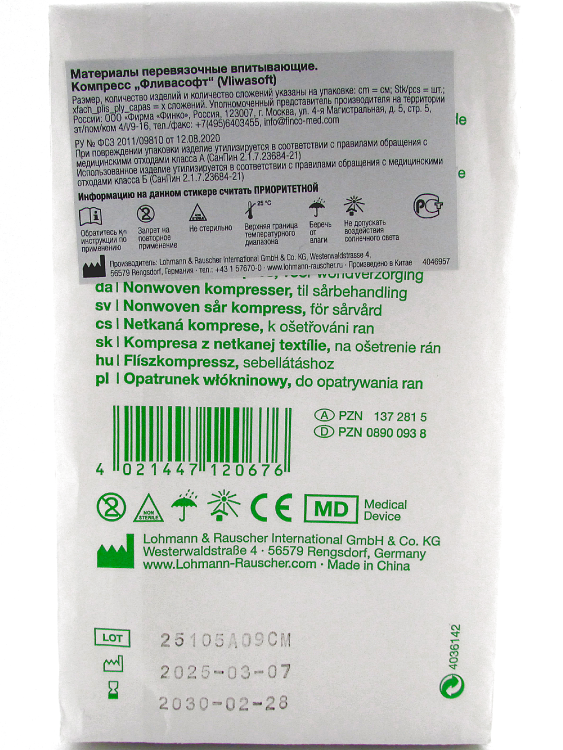 Материалы перевязочные впитывающие.
Компресс „Фливасофт“ (Vliwasoft)
Размер, количество изделий и количество сложений указаны на упаковке: cm = см; Stk/pcs = шт.;
xfach_plis_ply_capas = x сложений. Уполномоченный представитель производителя на территории
России: ООО «Фирма «Финко», Россия, 123007, г. Москва, ул. 4-я Магистральная, д. 5, стр. 5,
эт/пом/ком 4/I/9-16, тел./факс: +7(495)6403455, info@finco-med.com
РУ № ФСЗ 2011/09810 от 12.08.2020
При повреждении упаковки изделие утилизируется в соответствии с правилами обращения с
медицинскими отходами класса А (СанПин 2.1.7.23684-21)
Использованное изделие утилизируется в соответствии с правилами обращения с медицинскими
отходами класса Б (СанПин 2.1.7.23684-21)
Информацию на данном стикере считать ПРИОРИТЕТНОЙ
25 °C
Обратитесь к
инструкции по
применению
Запрет на
повторное
применение
Не стерильно
Верхняя граница
температурного
диапазона
Беречь
от
влаги
Не допускать
воздействия
солнечного света
Производитель: Lohmann & Rauscher International GmbH & Co. KG, Westerwaldstraße 4,
56579 Rengsdorf, Германия · тел.: +43 1 57670-0 · www.lohmann-rauscher.ru · Произведено в Китае
4046957
de
e
voor wondverzorging
da | Nonwoven kompresser, til sårbehandling
sv | Nonwoven sår kompress, för sårvård
cs | Netkaná komprese, k ošetřováni ran
sk | Kompresa z netkanej textílie, na ošetrenie rán
hu | Flíszkompressz, sebellátáshoz
pl | Opatrunek włókninowy, do opatrywania ran
A PZN 137 281 5
D PZN 0890 093 8
4 021447 120676
2
NON
STERILE
CE
MD
Medical
Device
Lohmann & Rauscher International GmbH & Co. KG
Westerwaldstraße 4 · 56579 Rengsdorf, Germany
www.Lohmann-Rauscher.com · Made in China
LOT 25105A09CM
2025-03-07
2030-02-28
4036142